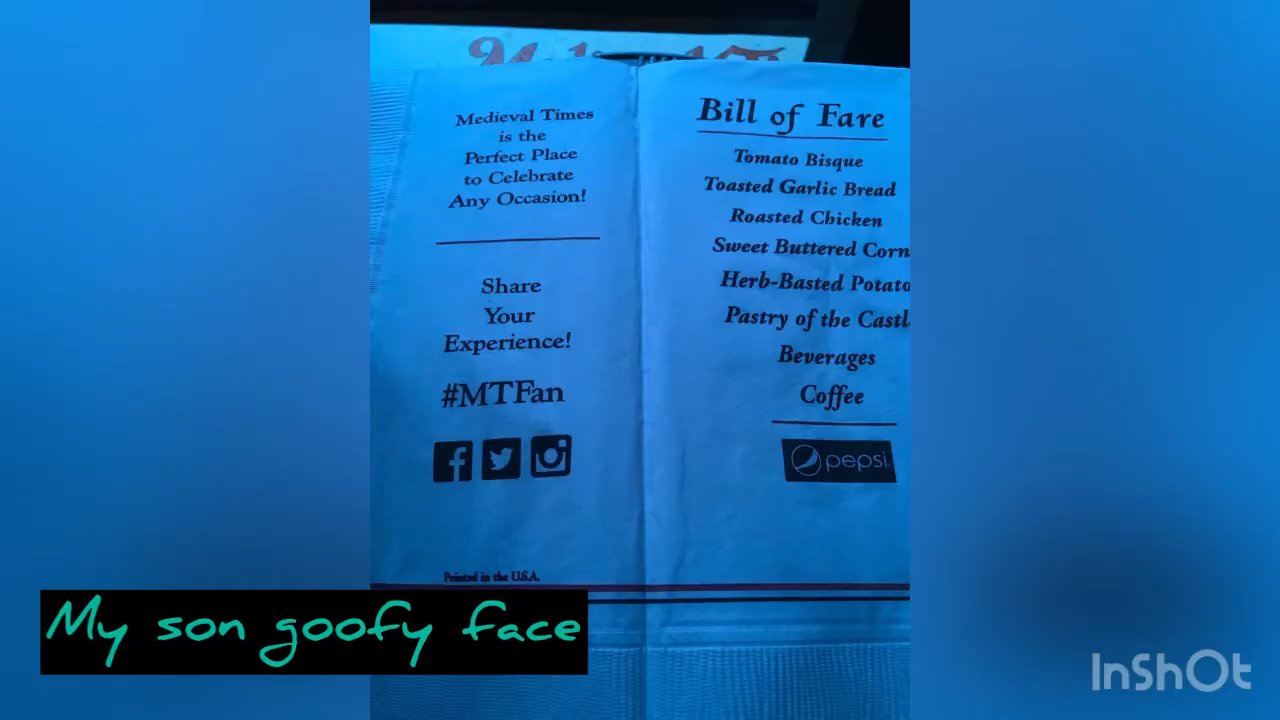 Medieval Times
is the
Perfect Place
to Celebrate
Any Occasion!
Share
Your
Experience!
#MTFan
Printed in the U.S.A.
Bill of Fare
Tomato Bisque
Toasted Garlic Bread
Roasted Chicken
Sweet Buttered Corn
Herb-Basted Potato
Pastry of the Castl
Beverages
Coffee
pepsi
My son goofy face
InShOt